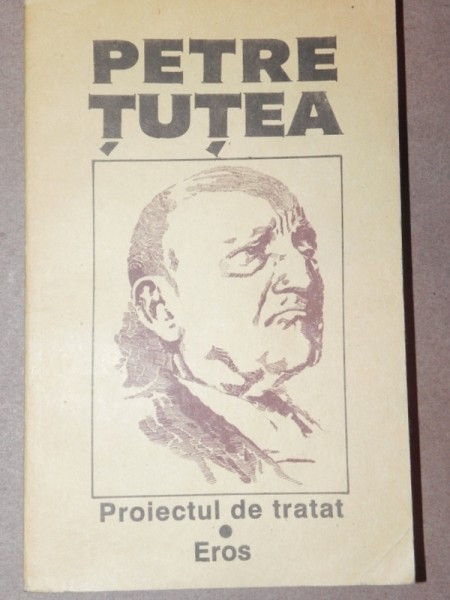 PETRE
ȚUȚEA
Proiectul de tratat
•
Eros